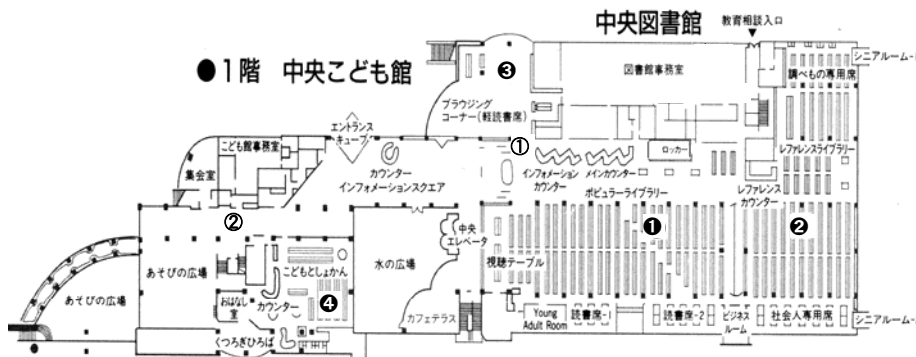 中央図書館
教育相談入口
●1階 中央こども館
❸
図書館事務室
シニアルーム-
調べもの専用席
ブラウジング
コーナー(軽読書席)
エントランス
キューブ
①
ロッカー
レファレンスライブラリー
こども館事務室
集会室
カウンター
インフォメーションスクエア
インフォメーション
カウンター
メインカウンター
ポピュラーライブラリー
レファレンス
カウンター
②
❶
❷
中央
エレベータ
視聴テーブル
水の広場
あそびの広場
こどもとしょかん
あそびの広場
おはなし
室
カウンター
❹
カフェテラス
くつろぎひろば
Young
Adult Room
読書席-1
読書席-2
ビジネス
ルーム
社会人専用席
シニアルーム-